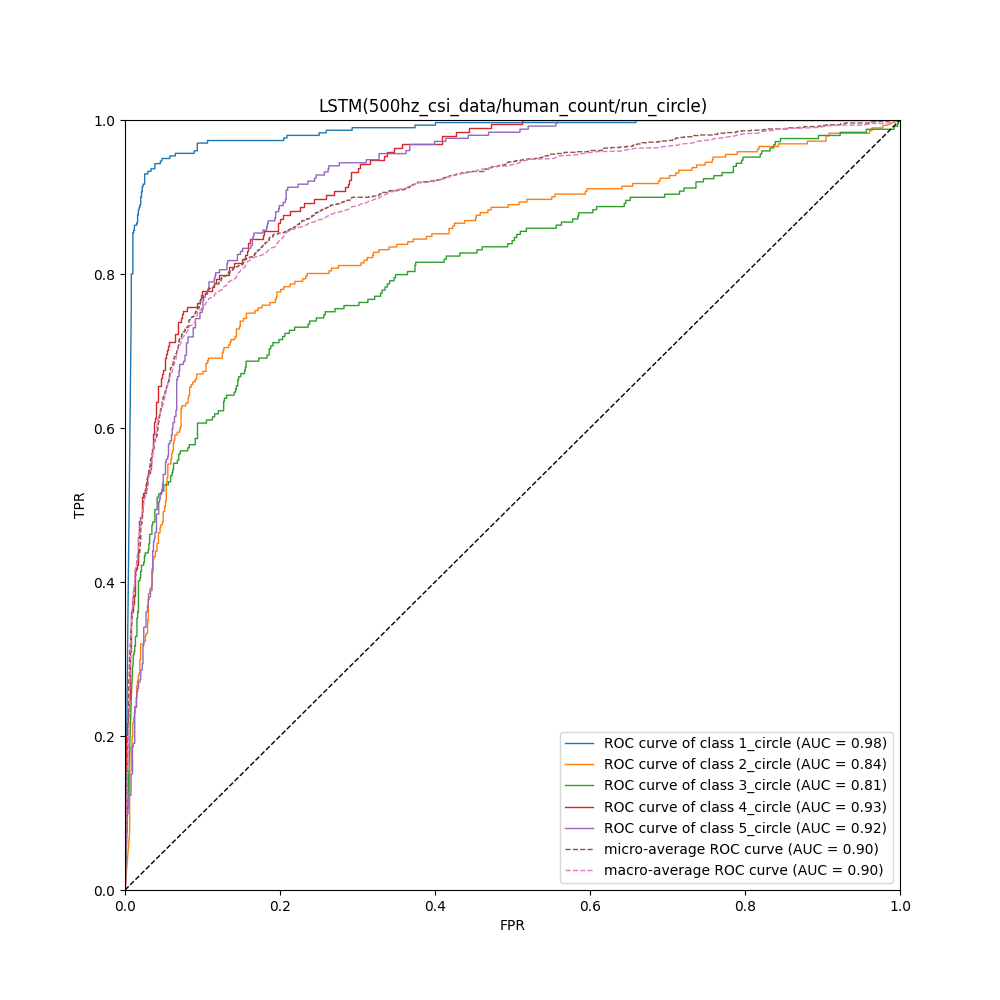 LSTM(500hz_csi_data/human_count/run_circle)
1.0
0.8
0.6
0.4
0.2
0.0
TPR
0.0 0.2 0.4 0.6 0.8 1.0
FPR
ROC curve of class 1_circle (AUC = 0.98)
ROC curve of class 2_circle (AUC = 0.84)
ROC curve of class 3_circle (AUC = 0.81)
ROC curve of class 4_circle (AUC = 0.93)
ROC curve of class 5_circle (AUC = 0.92)
micro-average ROC curve (AUC = 0.90)
macro-average ROC curve (AUC = 0.90)